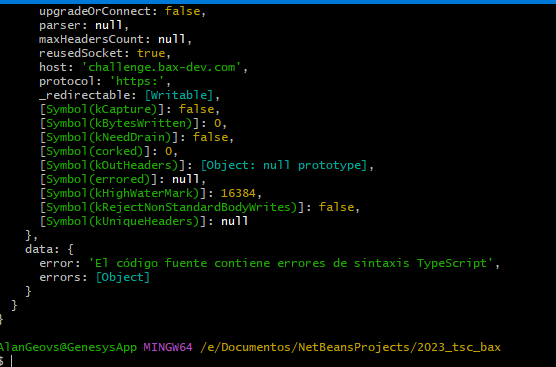 upgradeOrConnect: false,
parser: null,
maxHeadersCount: null,
reusedSocket: true,
host: 'challenge.bax-dev.com',
protocol: 'https:',
_redirectable: [Writable],
[Symbol(kCapture)]: false,
[Symbol(kBytesWritten)]: 0,
[Symbol(kNeedDrain)]: false,
[Symbol(corked)]: 0,
[Symbol(kOutHeaders)]: [Object: null prototype],
[Symbol(errored)]: null,
[Symbol(kHighWaterMark)]: 16384,
[Symbol(kRejectNonStandardBodyWrites)]: false,
[Symbol(kUniqueHeaders)]: null
},
data: {
error: 'El código fuente contiene errores de sintaxis TypeScript',
errors: [Object]
}
}
}
AlanGeovs@GenesysApp MINGW64 /e/Documentos/NetBeansProjects/2023_tsc_bax
$